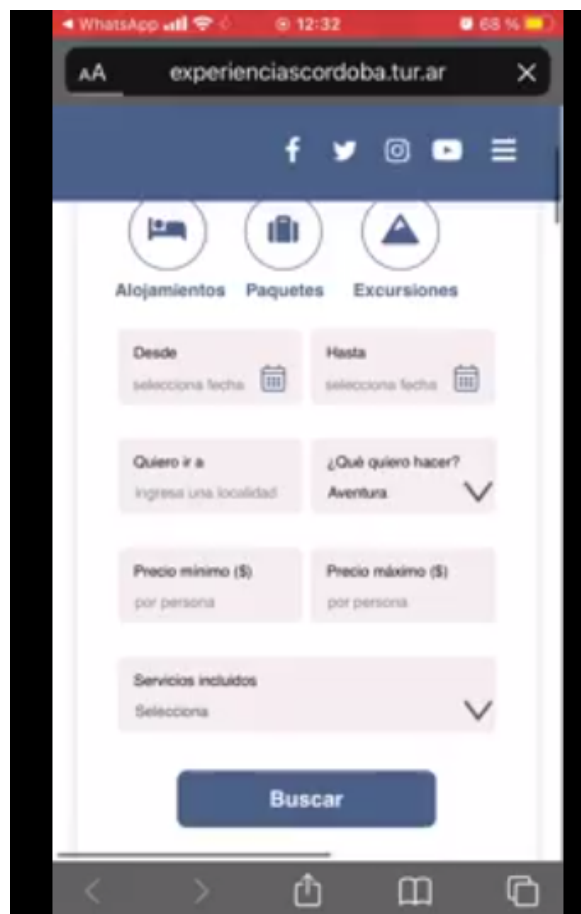 WhatsApp 12:32 68 %
AA experienciascordoba.tur.ar
Alojamientos Paquetes Excursiones
Desde Hasta
selecciona fecha selecciona fecha
Quiero ir a ¿Qué quiero hacer?
Ingresa una localidad Aventura
Precio mínimo ($) Precio máximo ($)
por persona por persona
Servicios incluidos
Selecciona
Buscar